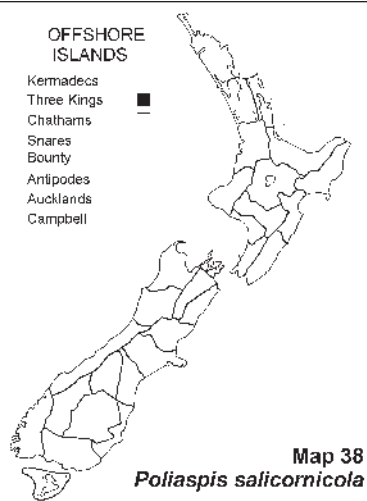 OFFSHORE
ISLANDS
Kermadecs
Three Kings
Chathams
Snares
Bounty
Antipodes
Aucklands
Campbell
Map 38
Poliaspis salicornicola